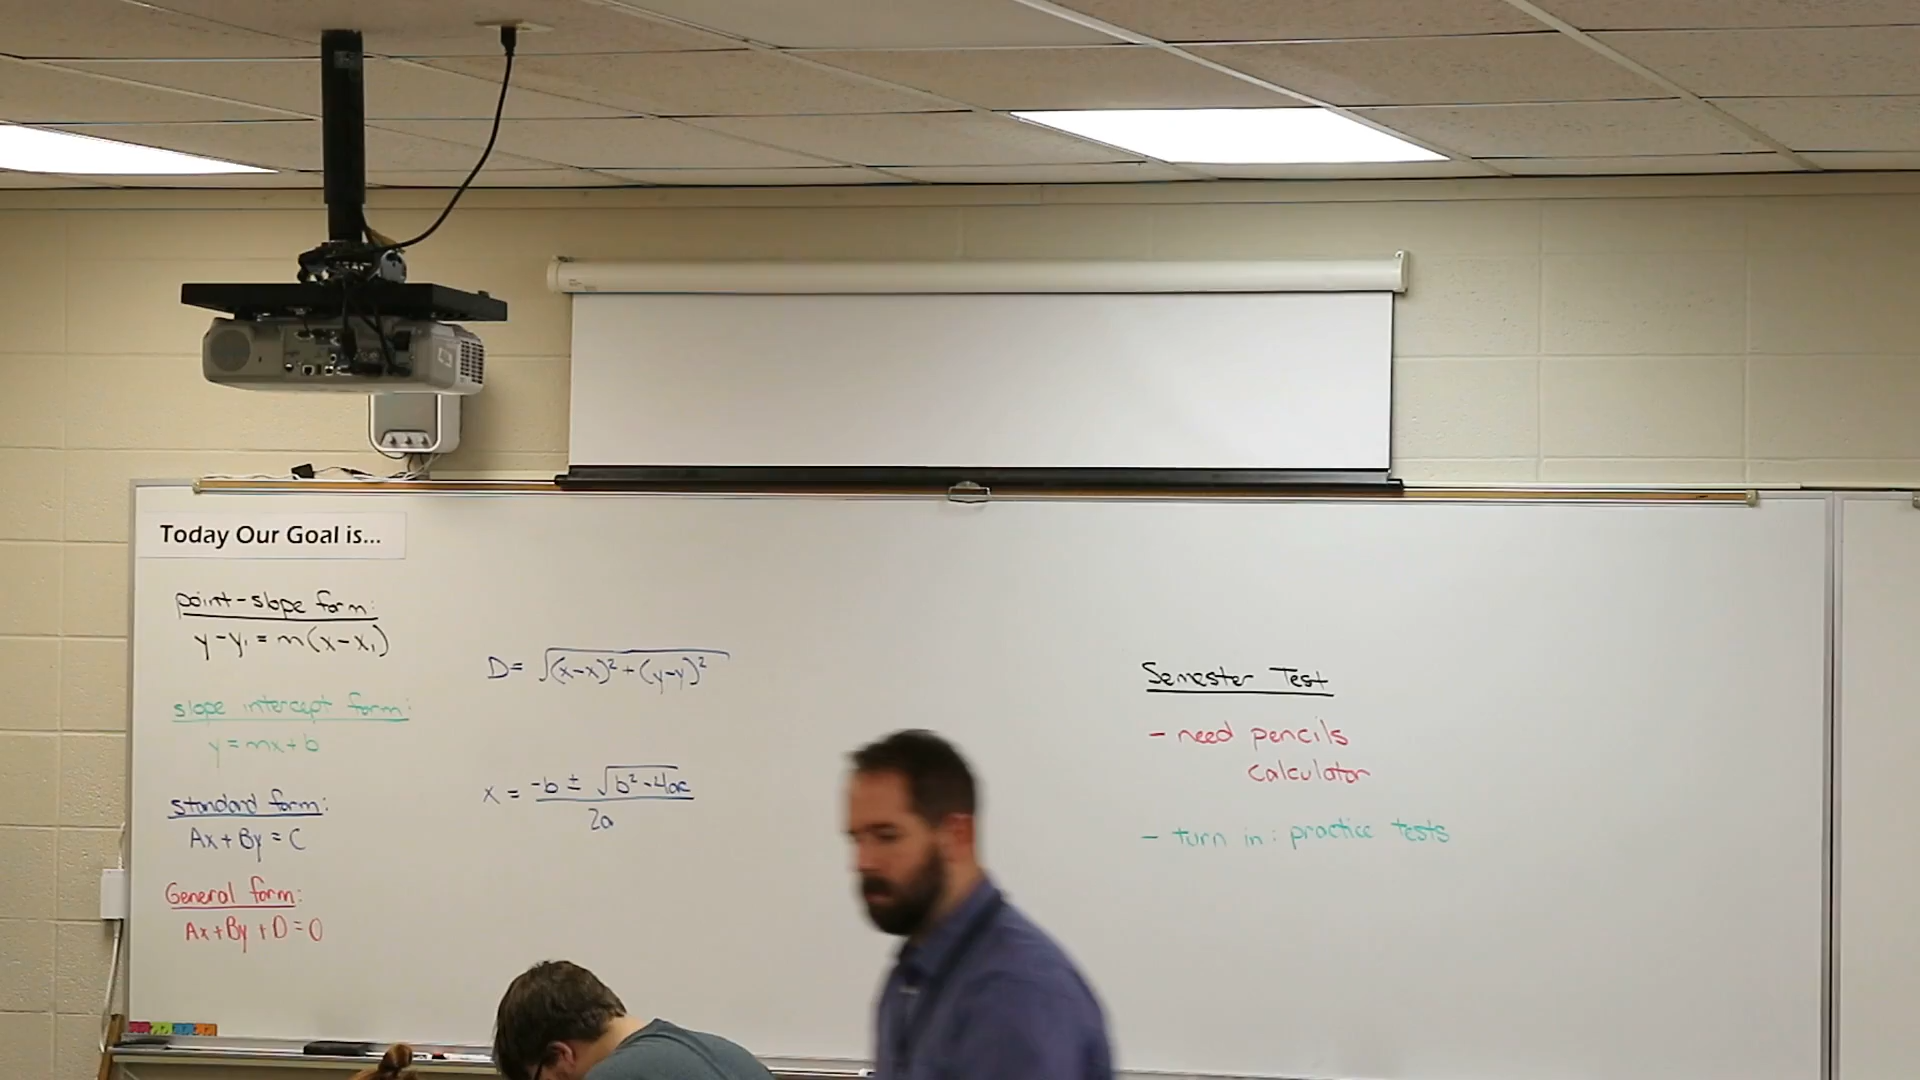 Today Our Goal is...
point-slope form:
y-y₁ = m(x-x₁)
slope intercept form:
y = mx+b
standard form:
Ax+By = C
General form:
Ax+By+D=0
D= √(x-x)²+(y-y)²
x = -b ± √b²-4ac
2a
Semester Test
- need pencils
calculator
- turn in: practice tests